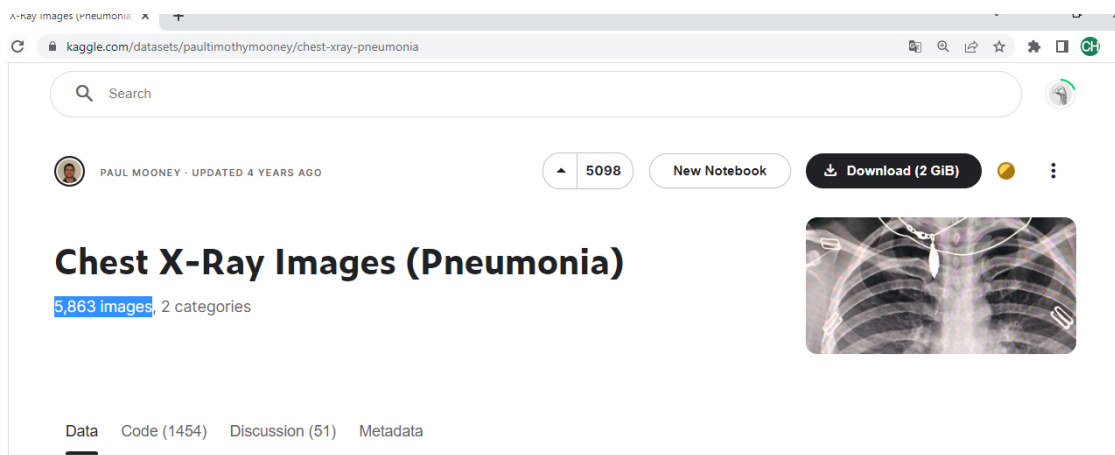 X-Ray Images (Pneumonia)
kaggle.com/datasets/paultimothymooney/chest-xray-pneumonia
CH
Search
PAUL MOONEY · UPDATED 4 YEARS AGO
5098
New Notebook
Download (2 GiB)
Chest X-Ray Images (Pneumonia)
5,863 images, 2 categories
Data Code (1454) Discussion (51) Metadata